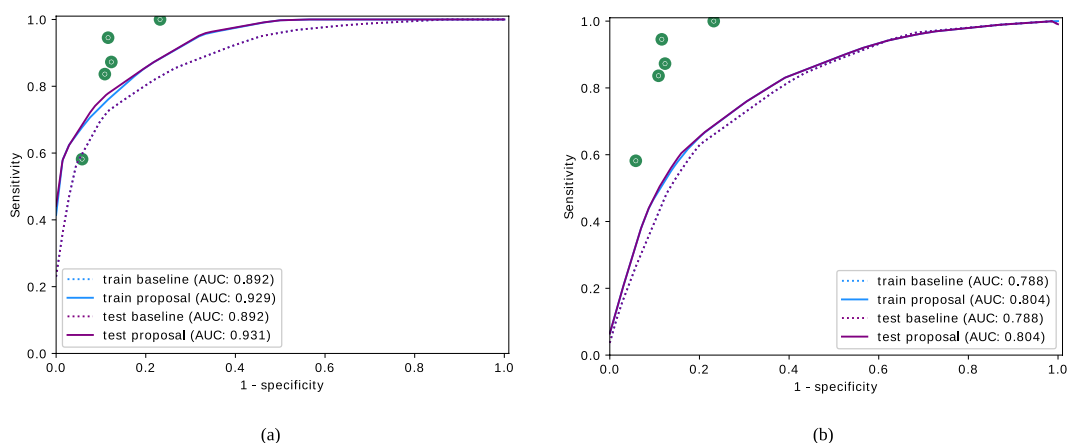 1.0
0.8
0.6
0.4
0.2
0.0
Sensitivity
train baseline (AUC: 0.892)
train proposal (AUC: 0.929)
test baseline (AUC: 0.892)
test proposal (AUC: 0.931)
0.0 0.2 0.4 0.6 0.8 1.0
1 - specificity
(a)
1.0
0.8
0.6
0.4
0.2
0.0
Sensitivity
train baseline (AUC: 0.788)
train proposal (AUC: 0.804)
test baseline (AUC: 0.788)
test proposal (AUC: 0.804)
0.0 0.2 0.4 0.6 0.8 1.0
1 - specificity
(b)